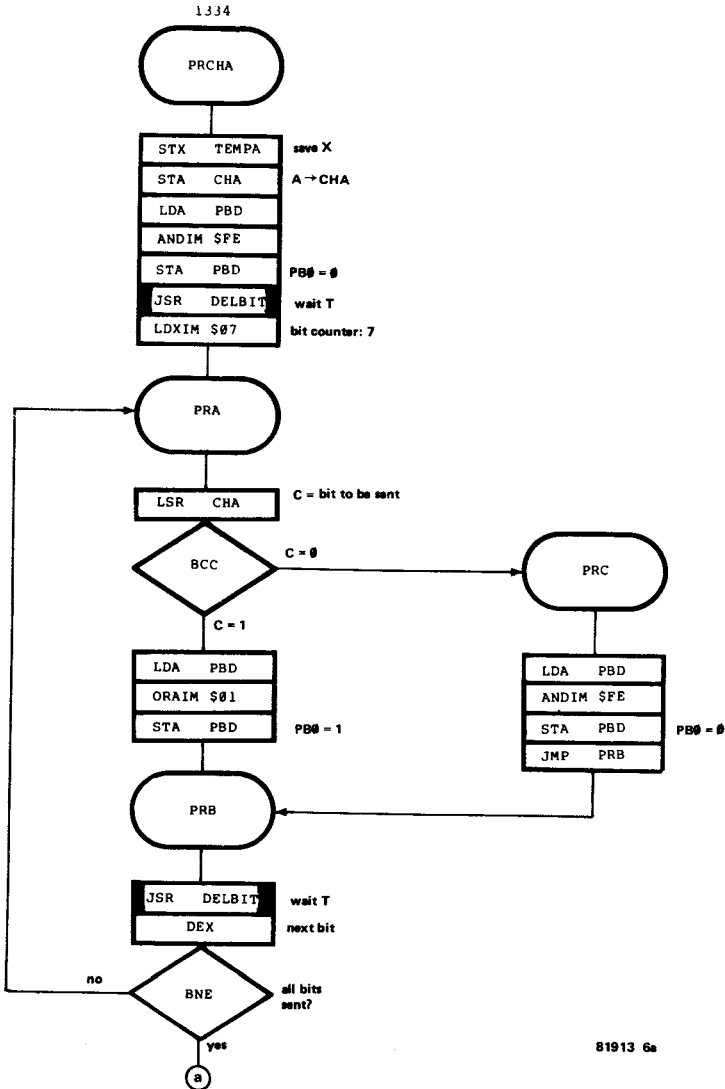 1334
PRCHA
STX TEMPA save X
STA CHA A→CHA
LDA PBD
ANDIM $FE
STA PBD PBØ = Ø
JSR DELBIT wait T
LDXIM $Ø7 bit counter: 7
PRA
LSR CHA C = bit to be sent
BCC C = Ø
PRC
C = 1
LDA PBD
ORAIM $Ø1
STA PBD PBØ = 1
LDA PBD
ANDIM $FE
STA PBD PBØ = Ø
JMP PRB
PRB
JSR DELBIT wait T
DEX next bit
no
BNE all bits
sent?
yes
a
81913 6a